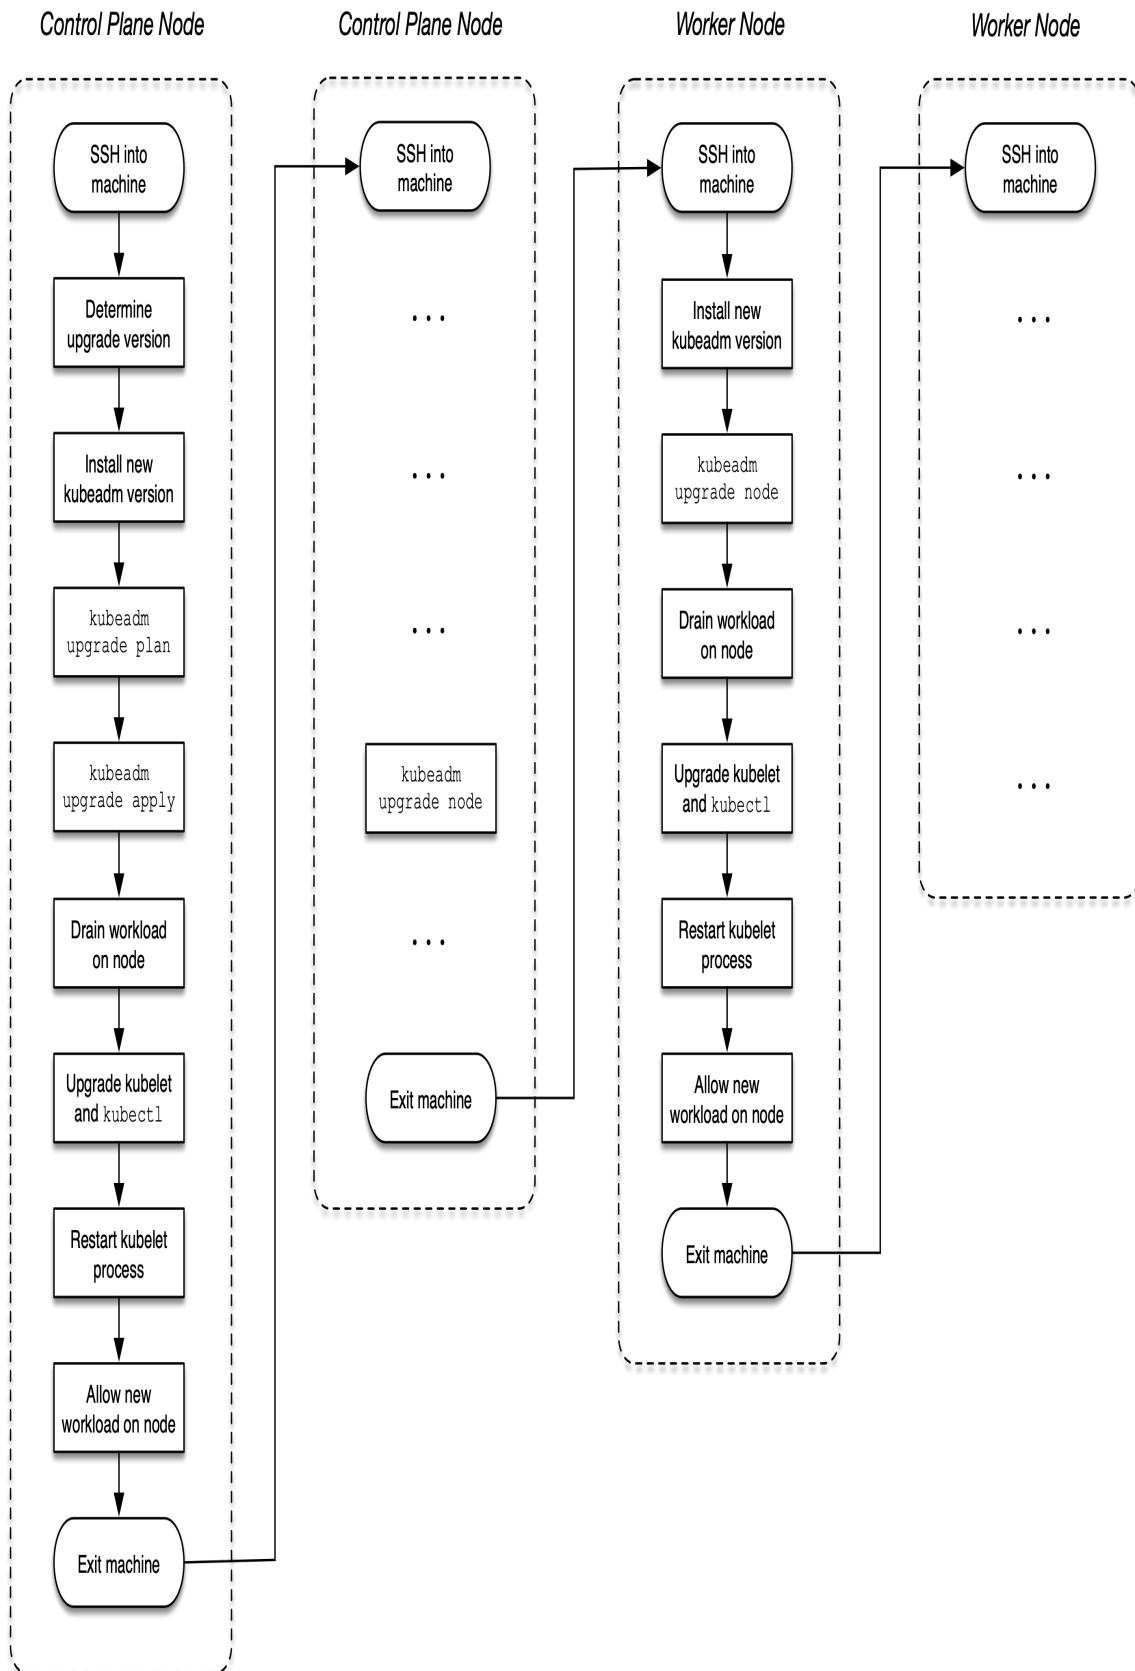 Control Plane Node
SSH into
machine
Determine
upgrade version
Install new
kubeadm version
kubeadm
upgrade plan
kubeadm
upgrade apply
Drain workload
on node
Upgrade kubelet
and kubectl
Restart kubelet
process
Allow new
workload on node
Exit machine
Control Plane Node
SSH into
machine
...
...
...
kubeadm
upgrade node
...
Exit machine
Worker Node
SSH into
machine
Install new
kubeadm version
kubeadm
upgrade node
Drain workload
on node
Upgrade kubelet
and kubectl
Restart kubelet
process
Allow new
workload on node
Exit machine
Worker Node
SSH into
machine
...
...
...
...